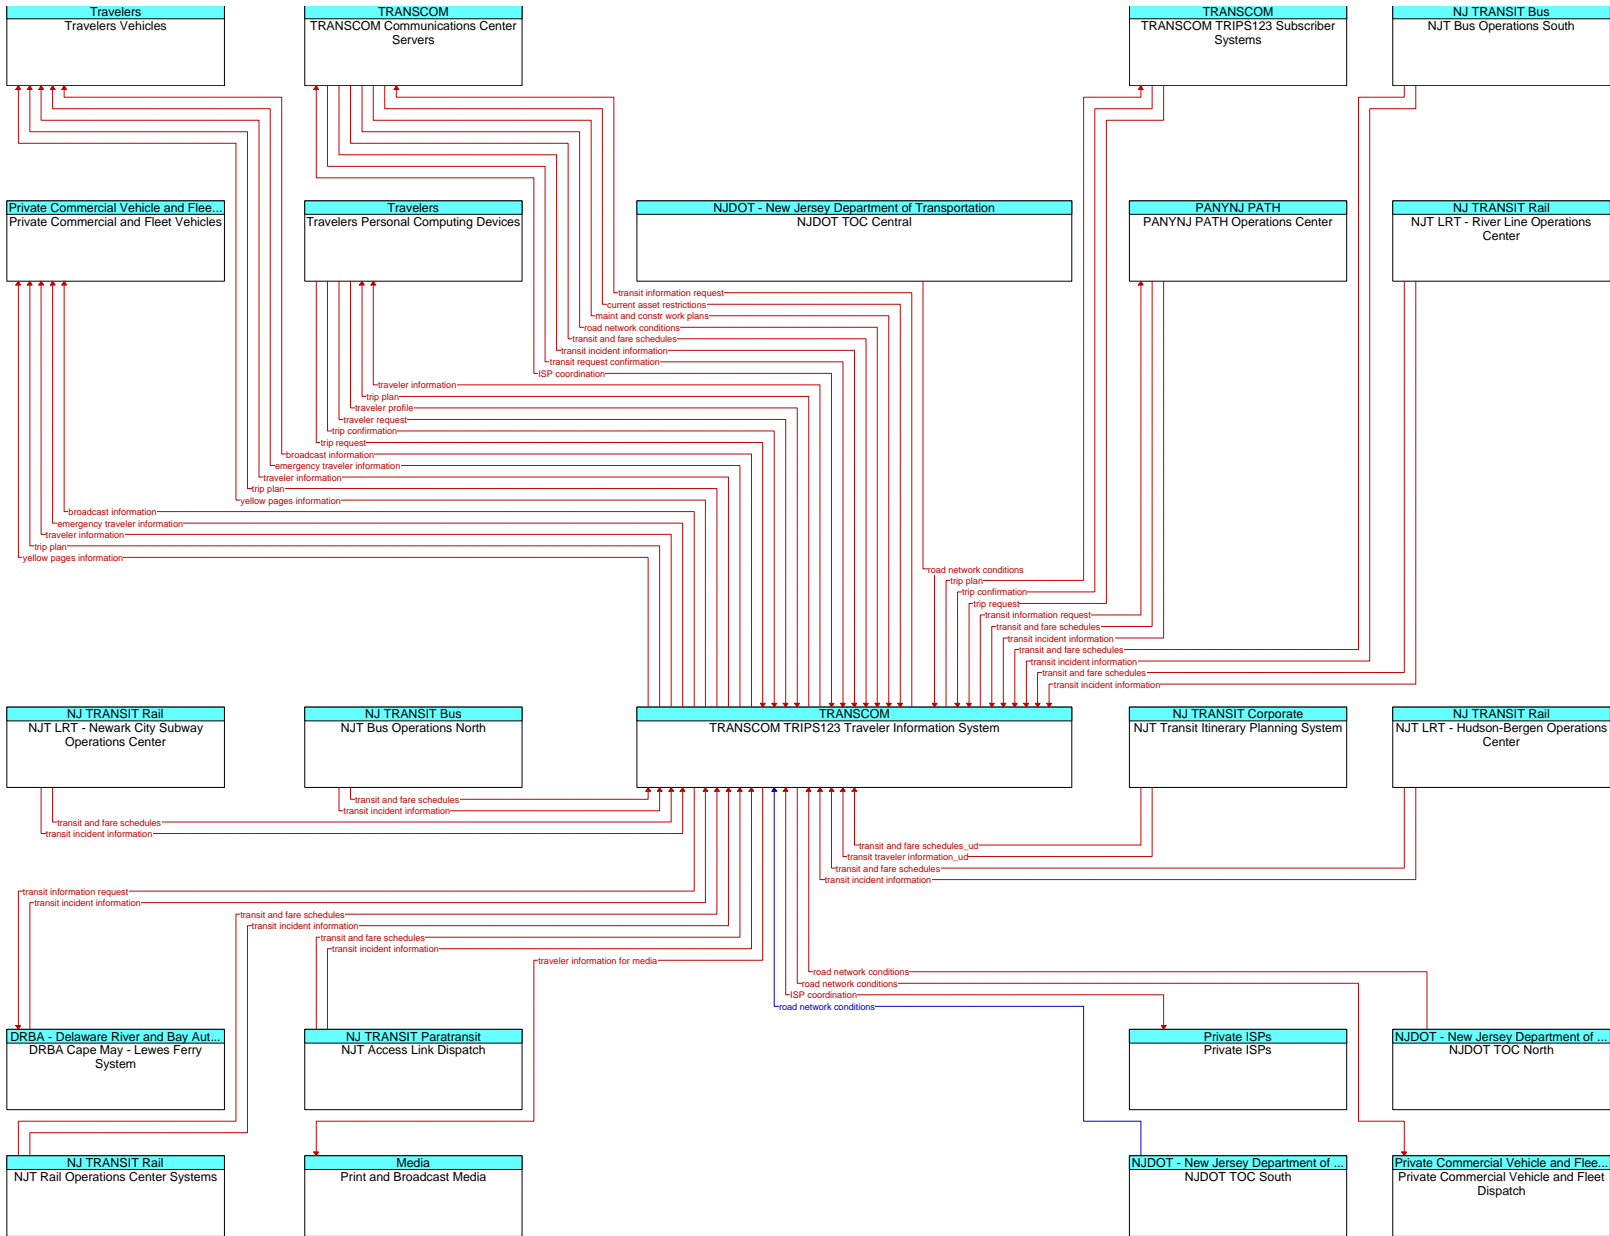 Travelers
Travelers Vehicles
TRANSCOM
TRANSCOM Communications Center
Servers
TRANSCOM
TRANSCOM TRIPS123 Subscriber
Systems
NJ TRANSIT Bus
NJT Bus Operations South
Private Commercial Vehicle and Flee...
Private Commercial and Fleet Vehicles
Travelers
Travelers Personal Computing Devices
NJDOT - New Jersey Department of Transportation
NJDOT TOC Central
PANYNJ PATH
PANYNJ PATH Operations Center
NJ TRANSIT Rail
NJT LRT - River Line Operations
Center
transit information request
current asset restrictions
maint and constr work plans
road network conditions
transit and fare schedules
transit incident information
transit request confirmation
ISP coordination
traveler information
trip plan
traveler profile
traveler request
trip confirmation
trip request
broadcast information
emergency traveler information
traveler information
trip plan
yellow pages information
broadcast information
emergency traveler information
traveler information
trip plan
yellow pages information
road network conditions
trip plan
trip confirmation
trip request
transit information request
transit and fare schedules
transit incident information
transit and fare schedules
transit incident information
transit and fare schedules
transit incident information
NJ TRANSIT Rail
NJT LRT - Newark City Subway
Operations Center
NJ TRANSIT Bus
NJT Bus Operations North
TRANSCOM
TRANSCOM TRIPS123 Traveler Information System
NJ TRANSIT Corporate
NJT Transit Itinerary Planning System
NJ TRANSIT Rail
NJT LRT - Hudson-Bergen Operations
Center
transit and fare schedules
transit incident information
transit and fare schedules
transit incident information
transit and fare schedules_ud
transit traveler information_ud
transit and fare schedules
transit incident information
transit information request
transit incident information
transit and fare schedules
transit incident information
transit and fare schedules
transit incident information
traveler information for media
road network conditions
road network conditions
ISP coordination
road network conditions
DRBA - Delaware River and Bay Aut...
DRBA Cape May - Lewes Ferry
System
NJ TRANSIT Paratransit
NJT Access Link Dispatch
Private ISPs
Private ISPs
NJDOT - New Jersey Department of ...
NJDOT TOC North
NJ TRANSIT Rail
NJT Rail Operations Center Systems
Media
Print and Broadcast Media
NJDOT - New Jersey Department of ...
NJDOT TOC South
Private Commercial Vehicle and Flee...
Private Commercial Vehicle and Fleet
Dispatch